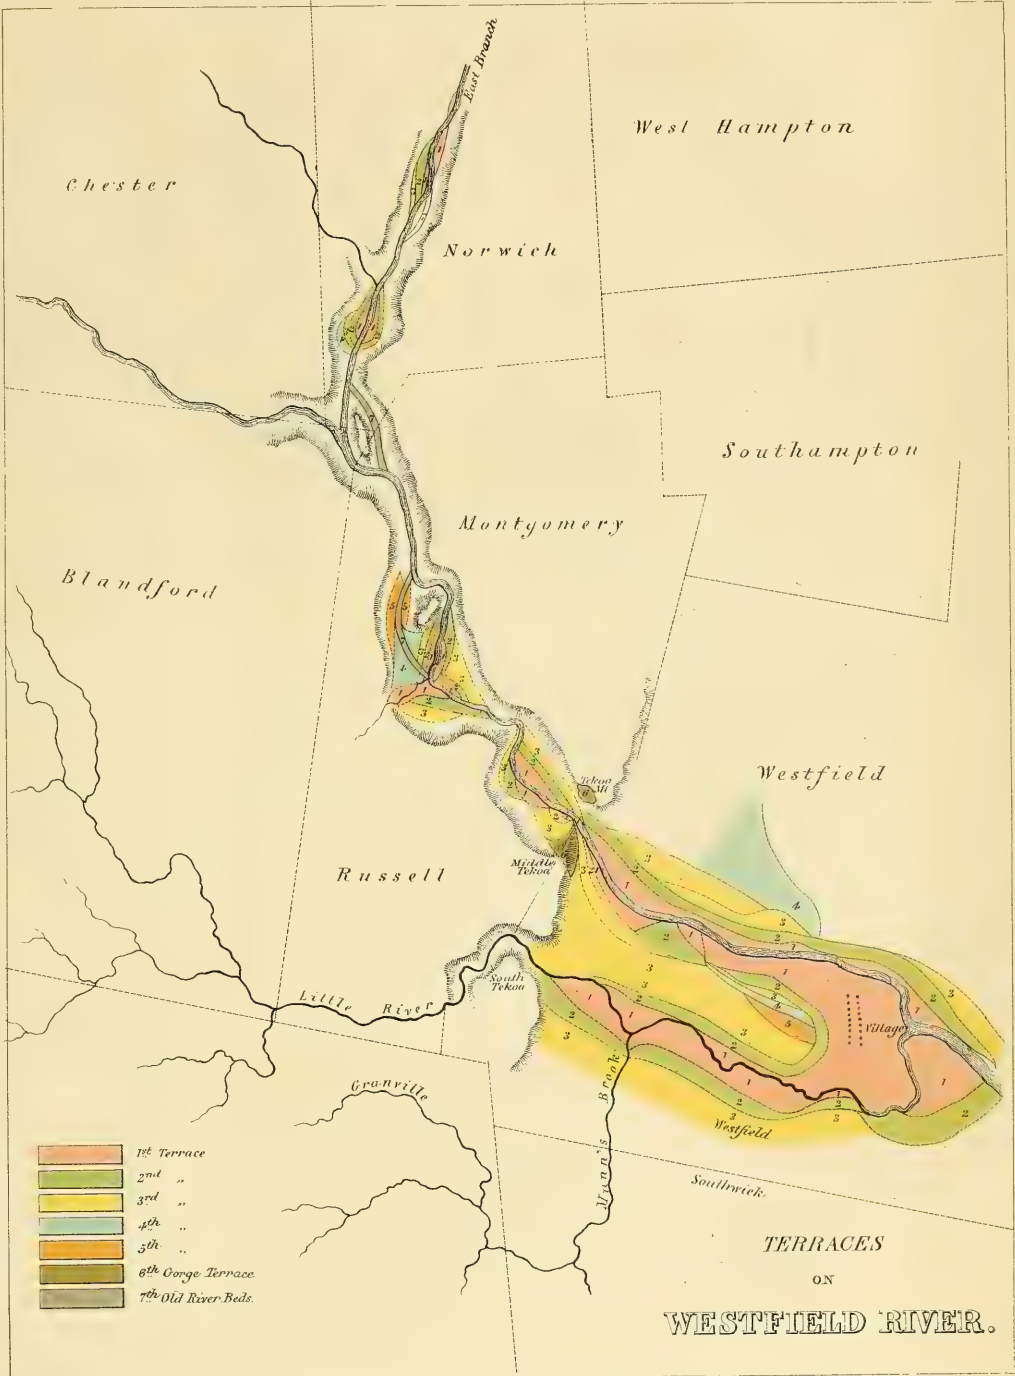 East Branch
West Hampton
Chester
Norwich
Southampton
Montgomery
Blandford
Westfield
Tekoa
Mt
6
Middle
Tekoa
Russell
South
Tekoa
Little River
Village
Granville
Munn's Brook
Westfield
Southwick.
1st Terrace
2nd „
3rd „
4th „
5th „
6th Gorge Terrace.
7th Old River Beds.
TERRACES
ON
WESTFIELD RIVER.